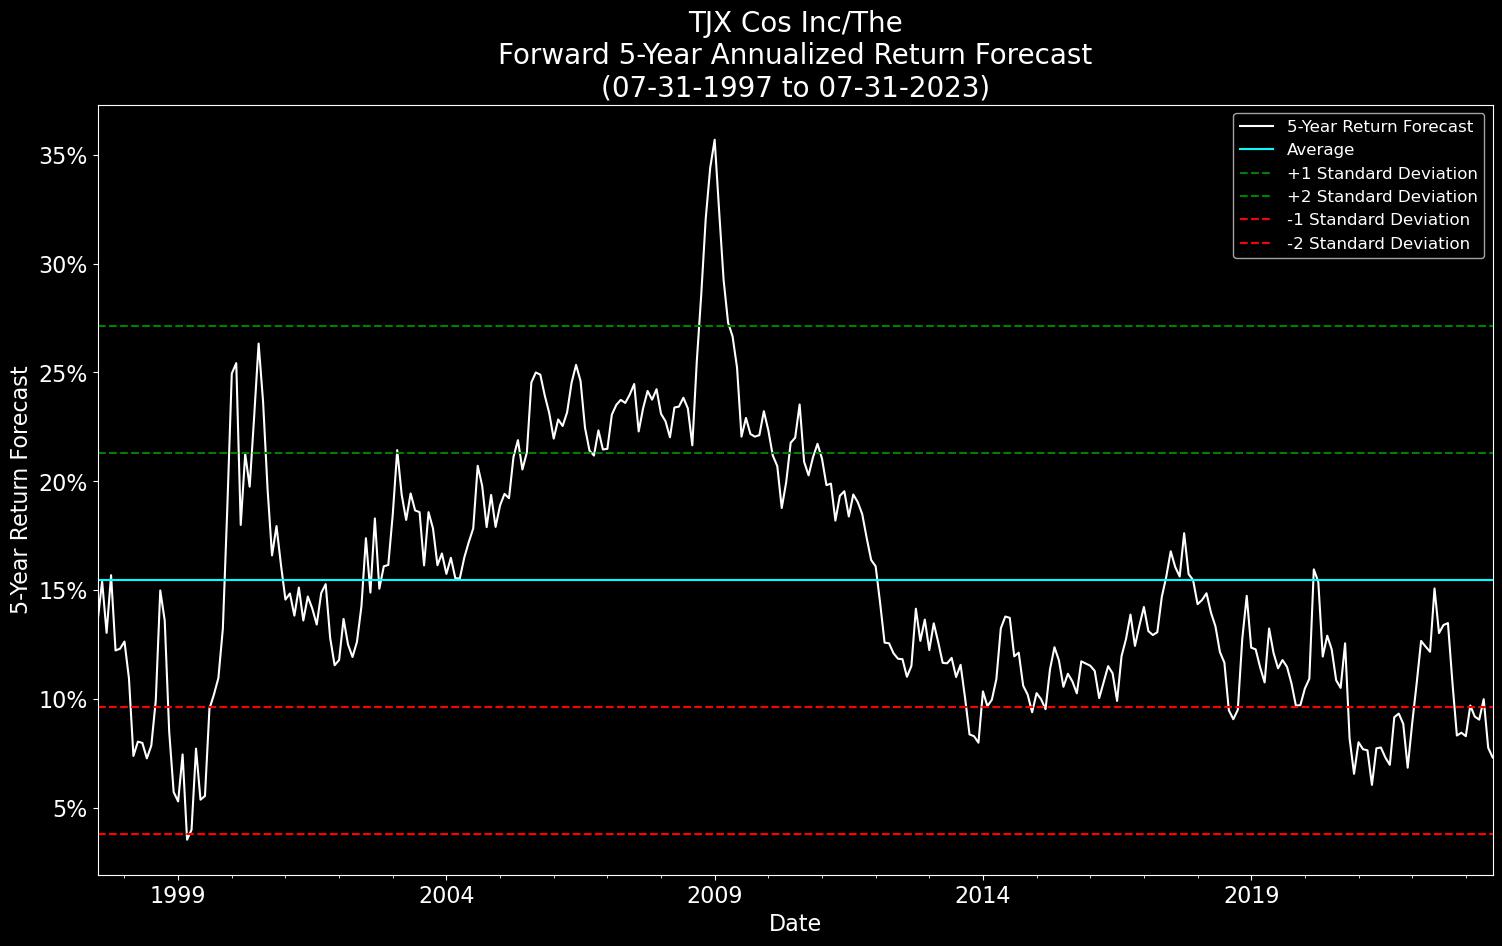 TJX Cos Inc/The
Forward 5-Year Annualized Return Forecast
(07-31-1997 to 07-31-2023)
5-Year Return Forecast
Average
+1 Standard Deviation
+2 Standard Deviation
-1 Standard Deviation
-2 Standard Deviation
35%
30%
25%
20%
15%
10%
5%
5-Year Return Forecast
1999 2004 2009 2014 2019
Date